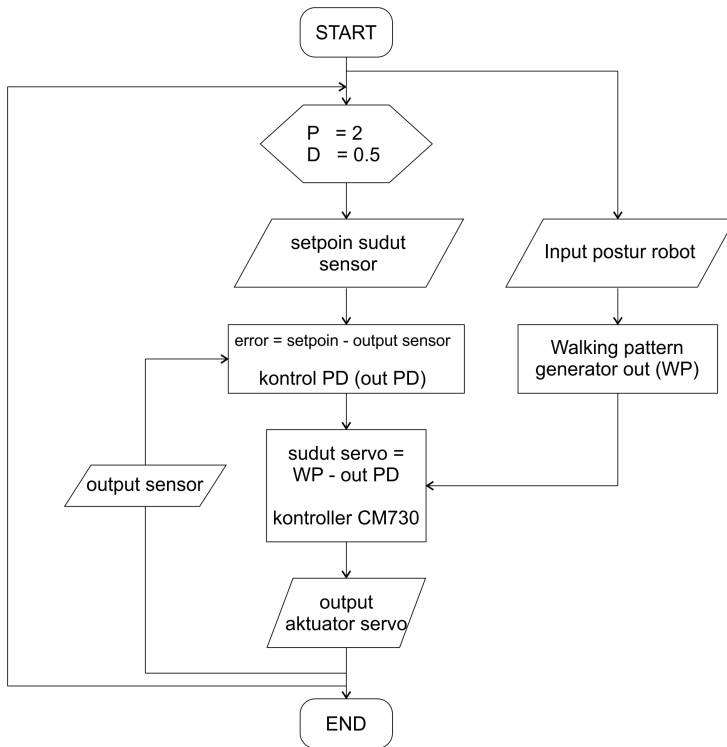 START
P = 2
D = 0.5
setpoin sudut
sensor
Input postur robot
error = setpoin - output sensor
kontrol PD (out PD)
Walking pattern
generator out (WP)
sudut servo =
WP - out PD
kontroller CM730
output sensor
output
aktuator servo
END